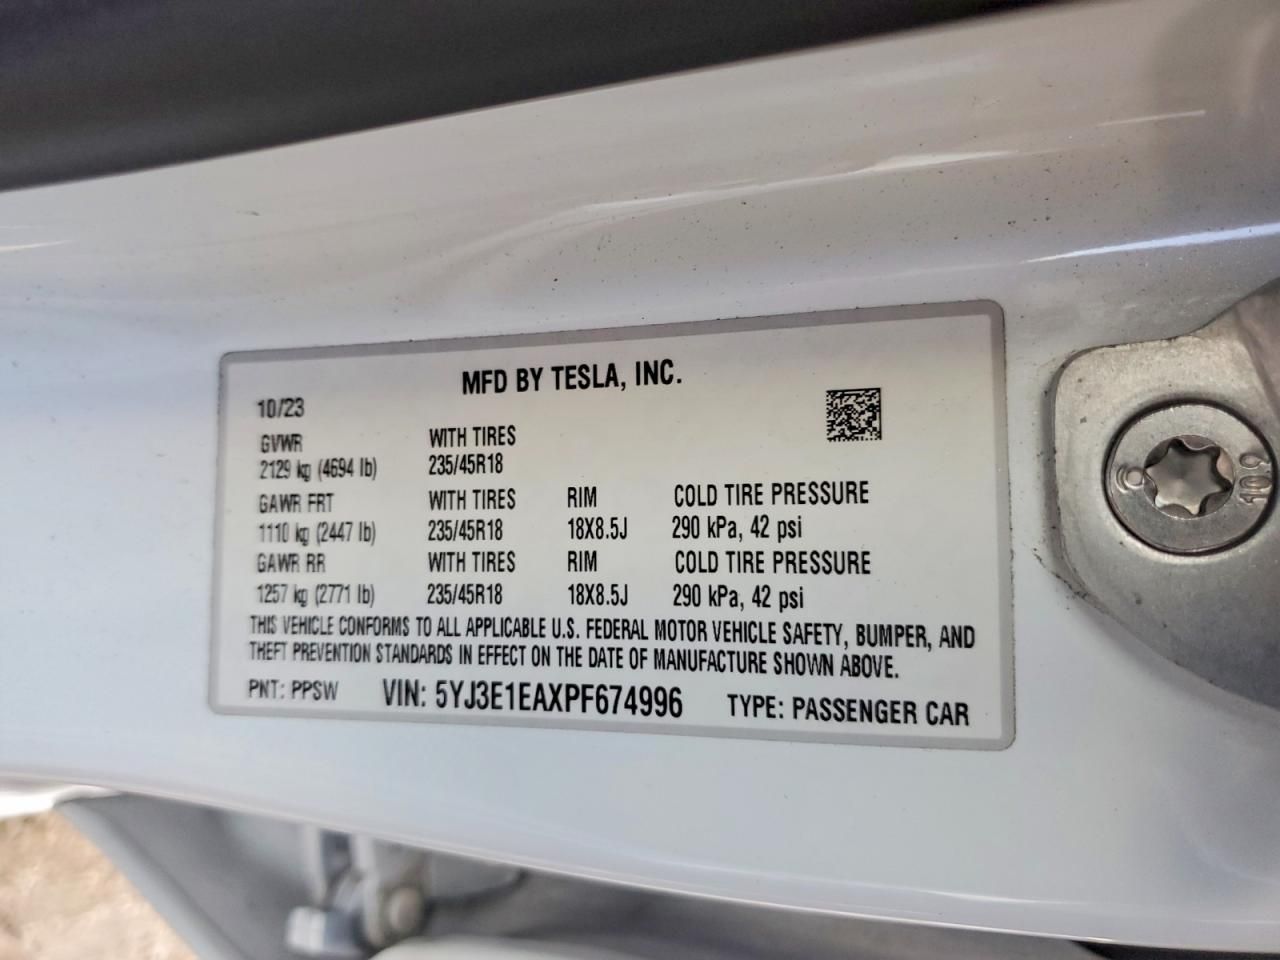 MFD BY TESLA, INC.
10/23
GVWR WITH TIRES
2129 kg (4694 lb) 235/45R18
GAWR FRT WITH TIRES RIM COLD TIRE PRESSURE
1110 kg (2447 lb) 235/45R18 18X8.5J 290 kPa, 42 psi
GAWR RR WITH TIRES RIM COLD TIRE PRESSURE
1257 kg (2771 lb) 235/45R18 18X8.5J 290 kPa, 42 psi
THIS VEHICLE CONFORMS TO ALL APPLICABLE U.S. FEDERAL MOTOR VEHICLE SAFETY, BUMPER, AND
THEFT PREVENTION STANDARDS IN EFFECT ON THE DATE OF MANUFACTURE SHOWN ABOVE.
PNT: PPSW VIN: 5YJ3E1EAXPF674996 TYPE: PASSENGER CAR
10.9